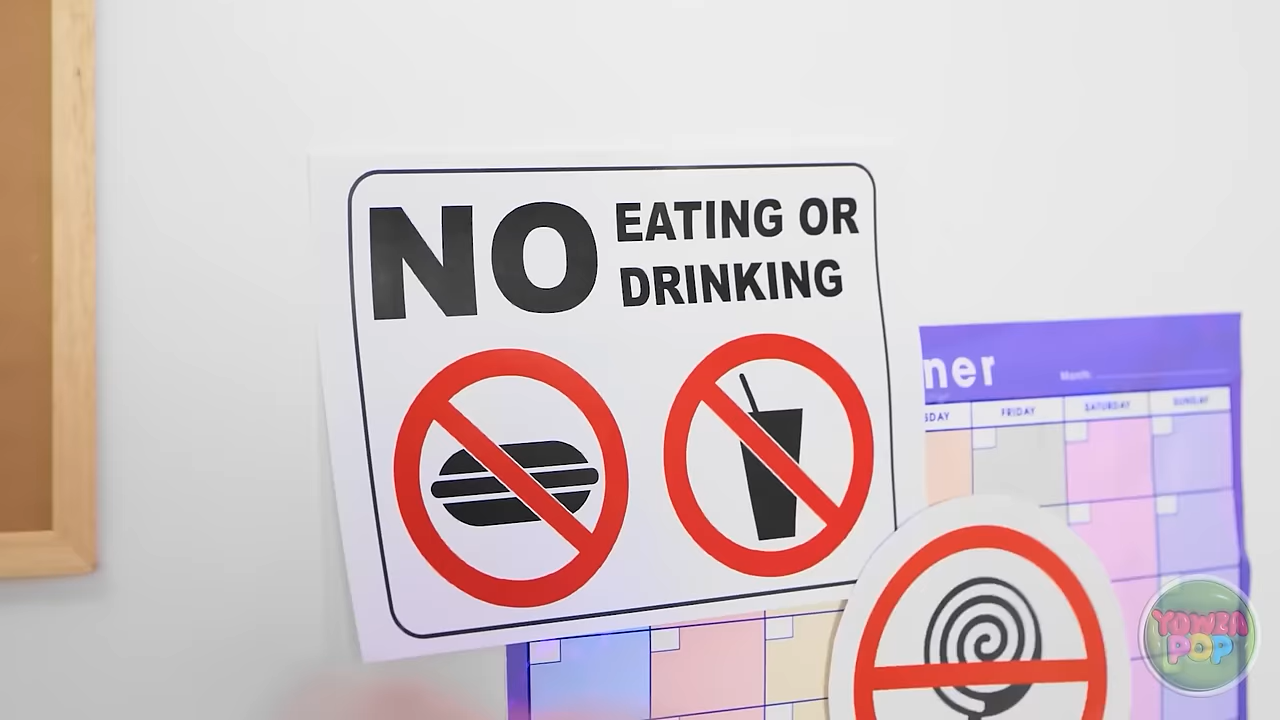 NO EATING OR
DRINKING
ner
Month:
SDAY FRIDAY SATURDAY SUNDAY
YOWZA
POP